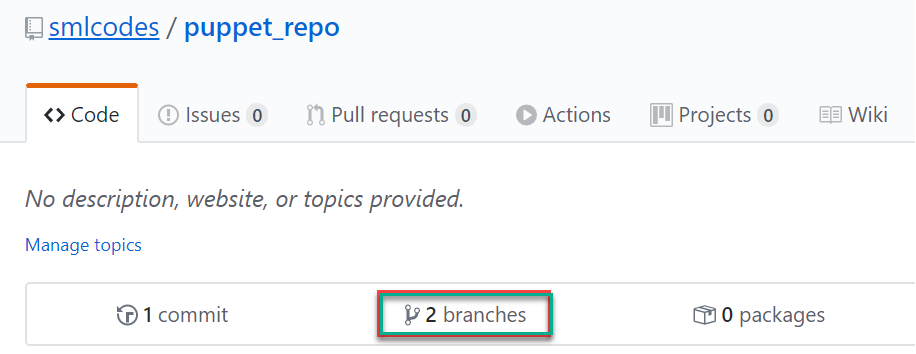 smlcodes / puppet_repo
Code Issues 0 Pull requests 0 Actions Projects 0 Wiki
No description, website, or topics provided.
Manage topics
1 commit 2 branches 0 packages